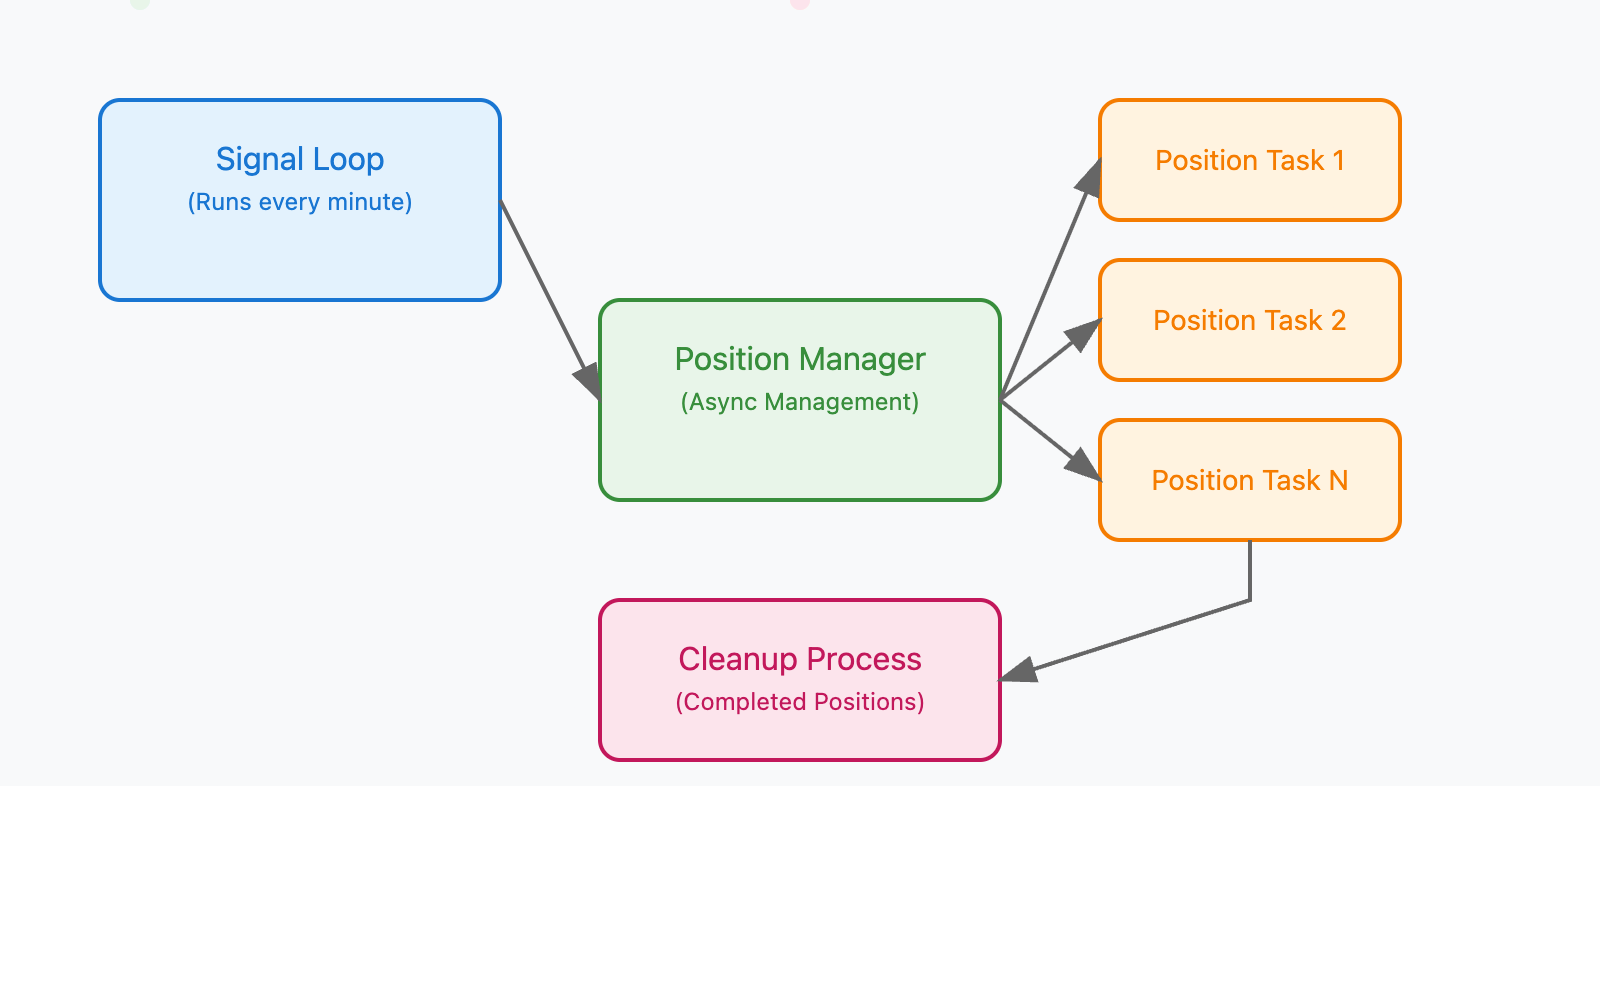 Signal Loop
(Runs every minute)
Position Manager
(Async Management)
Position Task 1
Position Task 2
Position Task N
Cleanup Process
(Completed Positions)